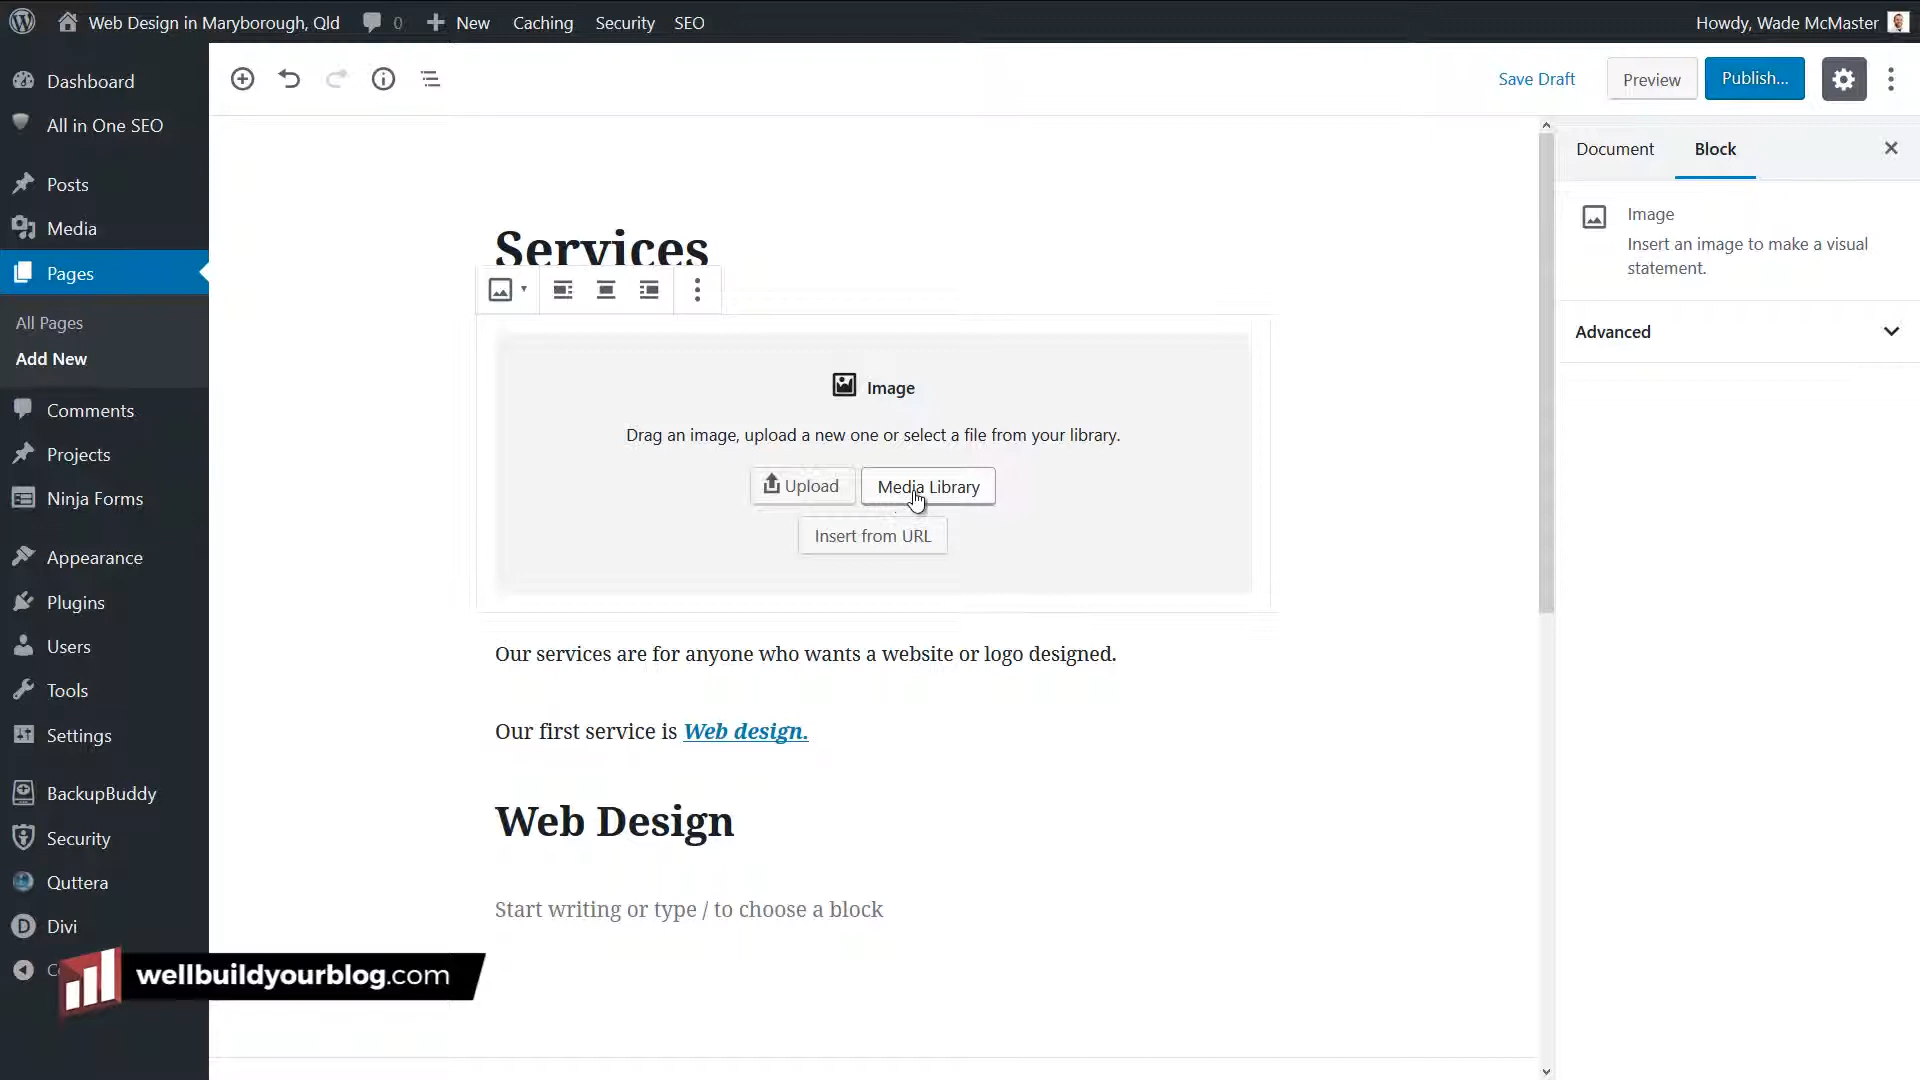 Web Design in Maryborough, Qld 0 New Caching Security SEO Howdy, Wade McMaster
Dashboard
All in One SEO
Posts
Media
Pages
All Pages
Add New
Comments
Projects
Ninja Forms
Appearance
Plugins
Users
Tools
Settings
BackupBuddy
Security
Quttera
Divi
Save Draft Preview Publish...
Services
Image
Drag an image, upload a new one or select a file from your library.
Upload Media Library
Insert from URL
Our services are for anyone who wants a website or logo designed.
Our first service is Web design.
Web Design
Start writing or type / to choose a block
Document Block
Image
Insert an image to make a visual
statement.
Advanced
wellbuildyourblog.com